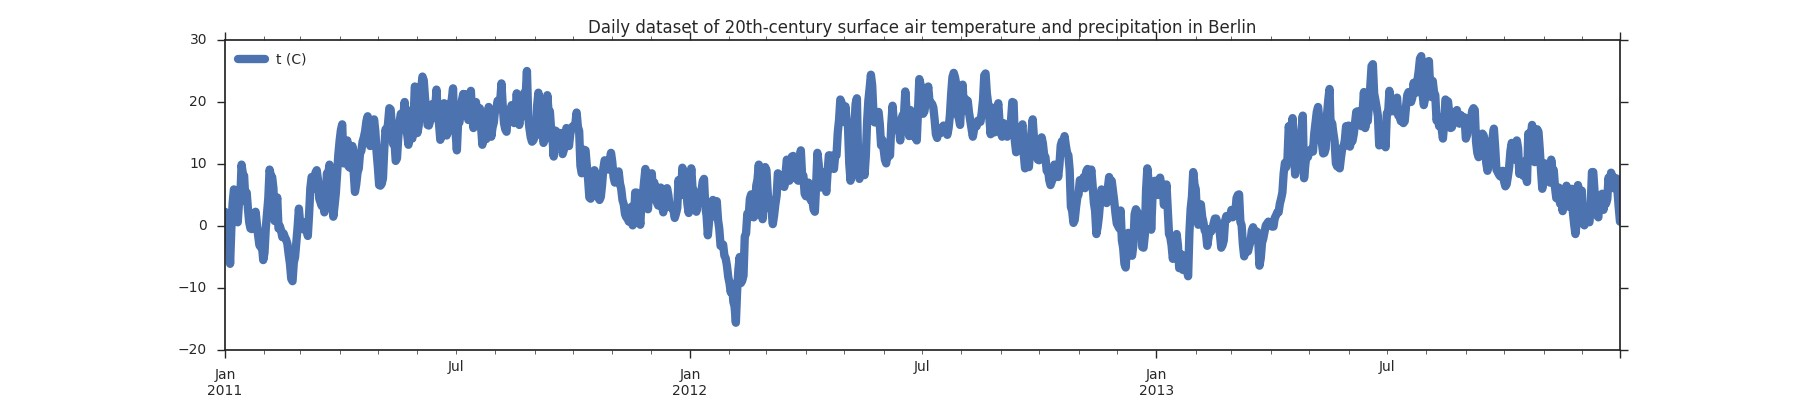 Daily dataset of 20th-century surface air temperature and precipitation in Berlin
30
t (C)
20
10
0
−10
−20
Jan Jul Jan Jul Jan Jul
2011 2012 2013